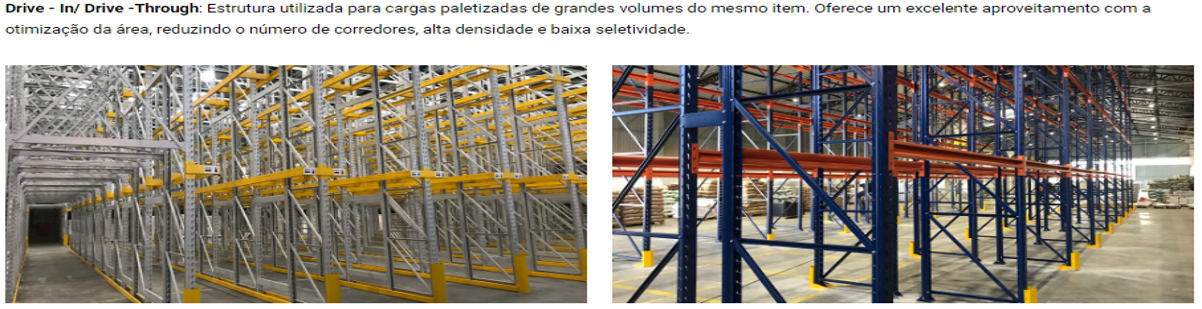 Drive - In/ Drive -Through: Estrutura utilizada para cargas paletizadas de grandes volumes do mesmo item. Oferece um excelente aproveitamento com a
otimização da área, reduzindo o número de corredores, alta densidade e baixa seletividade.